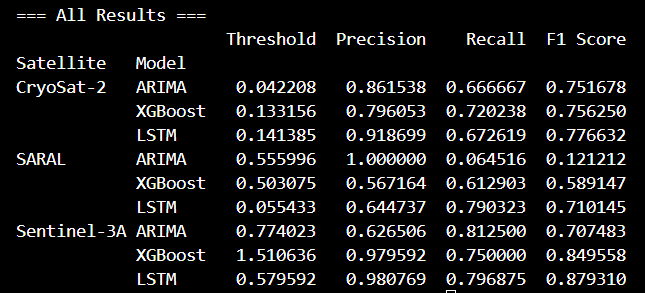 === All Results ===
Threshold Precision Recall F1 Score
Satellite Model
CryoSat-2 ARIMA 0.042208 0.861538 0.666667 0.751678
XGBoost 0.133156 0.796053 0.720238 0.756250
LSTM 0.141385 0.918699 0.672619 0.776632
SARAL ARIMA 0.555996 1.000000 0.064516 0.121212
XGBoost 0.503075 0.567164 0.612903 0.589147
LSTM 0.055433 0.644737 0.790323 0.710145
Sentinel-3A ARIMA 0.774023 0.626506 0.812500 0.707483
XGBoost 1.510636 0.979592 0.750000 0.849558
LSTM 0.579592 0.980769 0.796875 0.879310